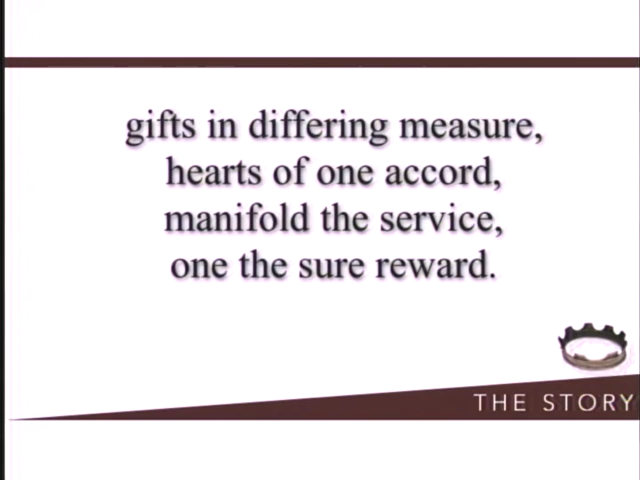 gifts in differing measure,
hearts of one accord,
manifold the service,
one the sure reward.
THE STORY